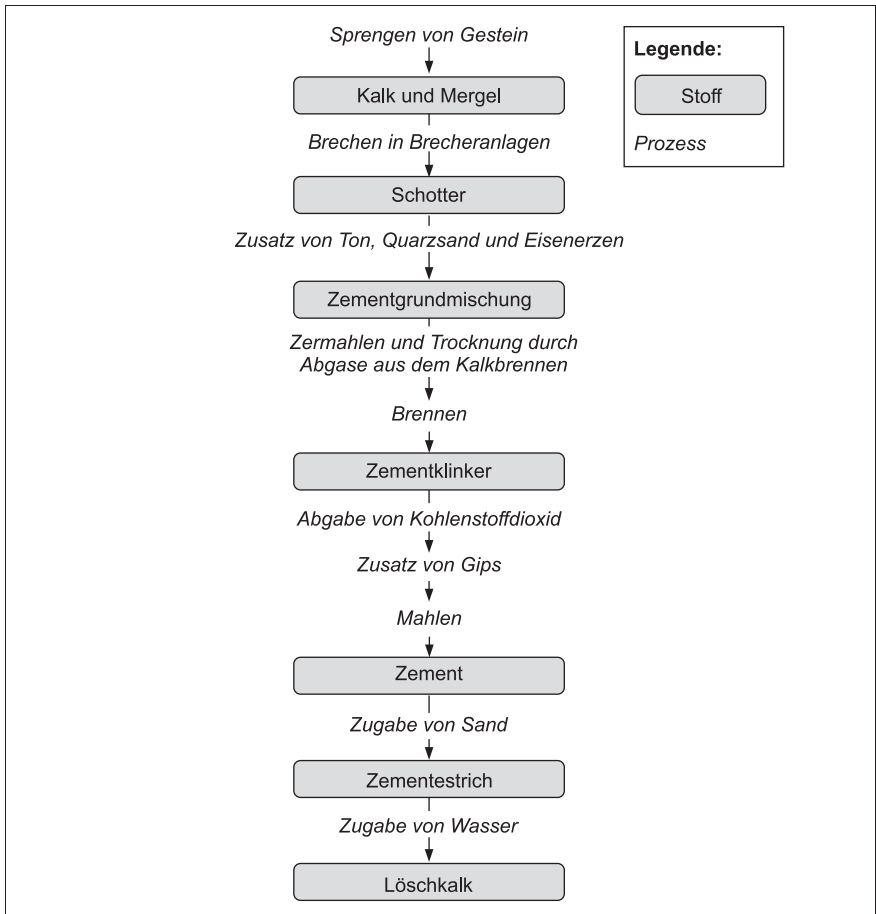 Sprengen von Gestein
Legende:
Kalk und Mergel
Stoff
Brechen in Brecheranlagen
Prozess
Schotter
Zusatz von Ton, Quarzsand und Eisenerzen
Zementgrundmischung
Zermahlen und Trocknung durch
Abgase aus dem Kalkbrennen
Brennen
Zementklinker
Abgabe von Kohlenstoffdioxid
Zusatz von Gips
Mahlen
Zement
Zugabe von Sand
Zementestrich
Zugabe von Wasser
Löschkalk